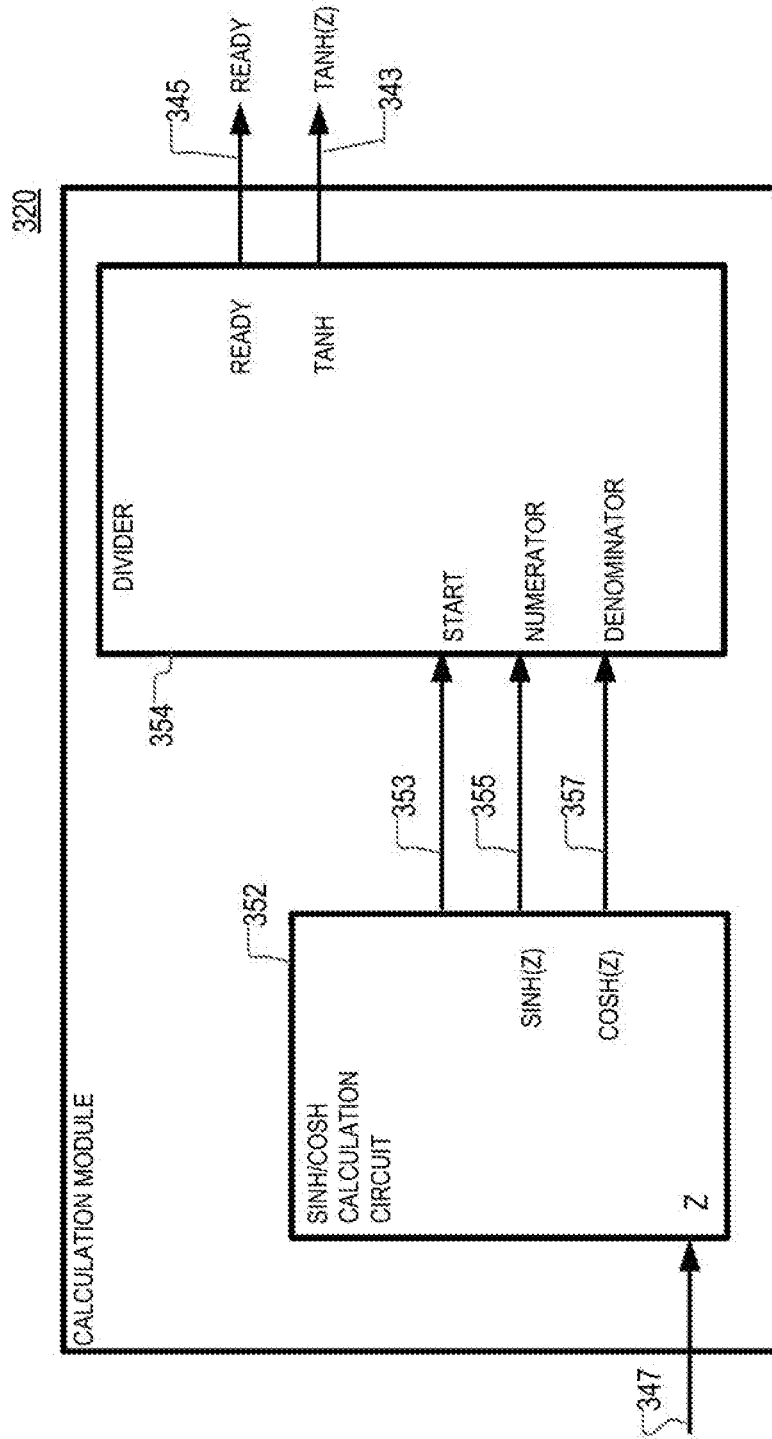 320
CALCULATION MODULE
SINH/COSH
CALCULATION
CIRCUIT
352
SINH(Z)
COSH(Z)
Z
347
353
355
357
354
DIVIDER
START
NUMERATOR
DENOMINATOR
READY
TANH
345
READY
TANH(Z)
343